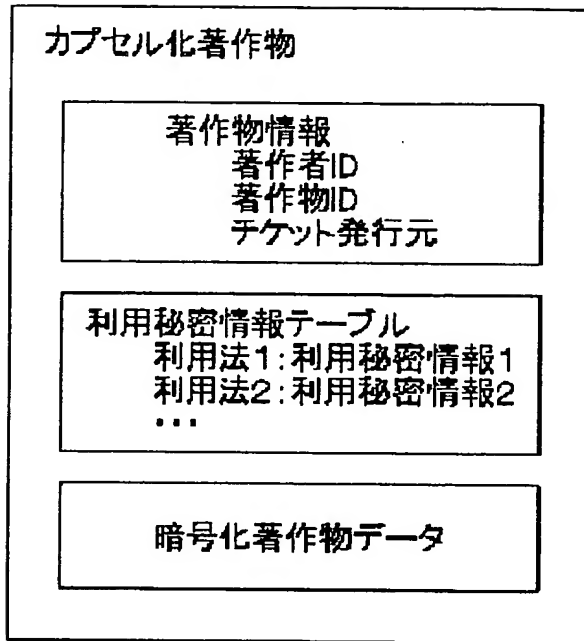 カプセル化著作物
著作物情報
著作者ID
著作物ID
チケット発行元
利用秘密情報テーブル
利用法1:利用秘密情報1
利用法2:利用秘密情報2
...
暗号化著作物データ